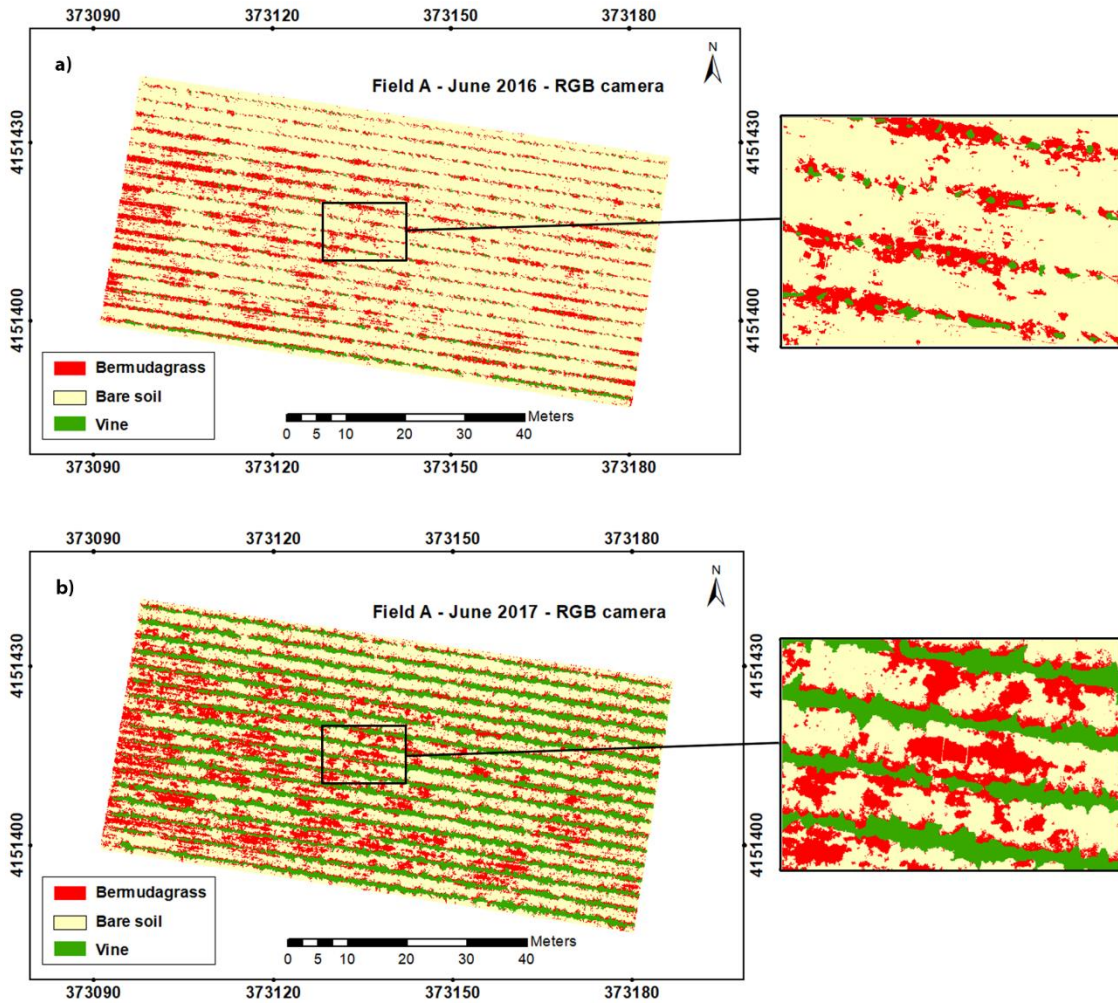 373090 373120 373150 373180
a)
N
Field A - June 2016 - RGB camera
4151430 4151430
4151400 4151400
Bermudagrass
Bare soil
Vine
Meters
0 5 10 20 30 40
373090 373120 373150 373180
373090 373120 373150 373180
b)
N
Field A - June 2017 - RGB camera
4151430 4151430
4151400 4151400
Bermudagrass
Bare soil
Vine
Meters
0 5 10 20 30 40
373090 373120 373150 373180